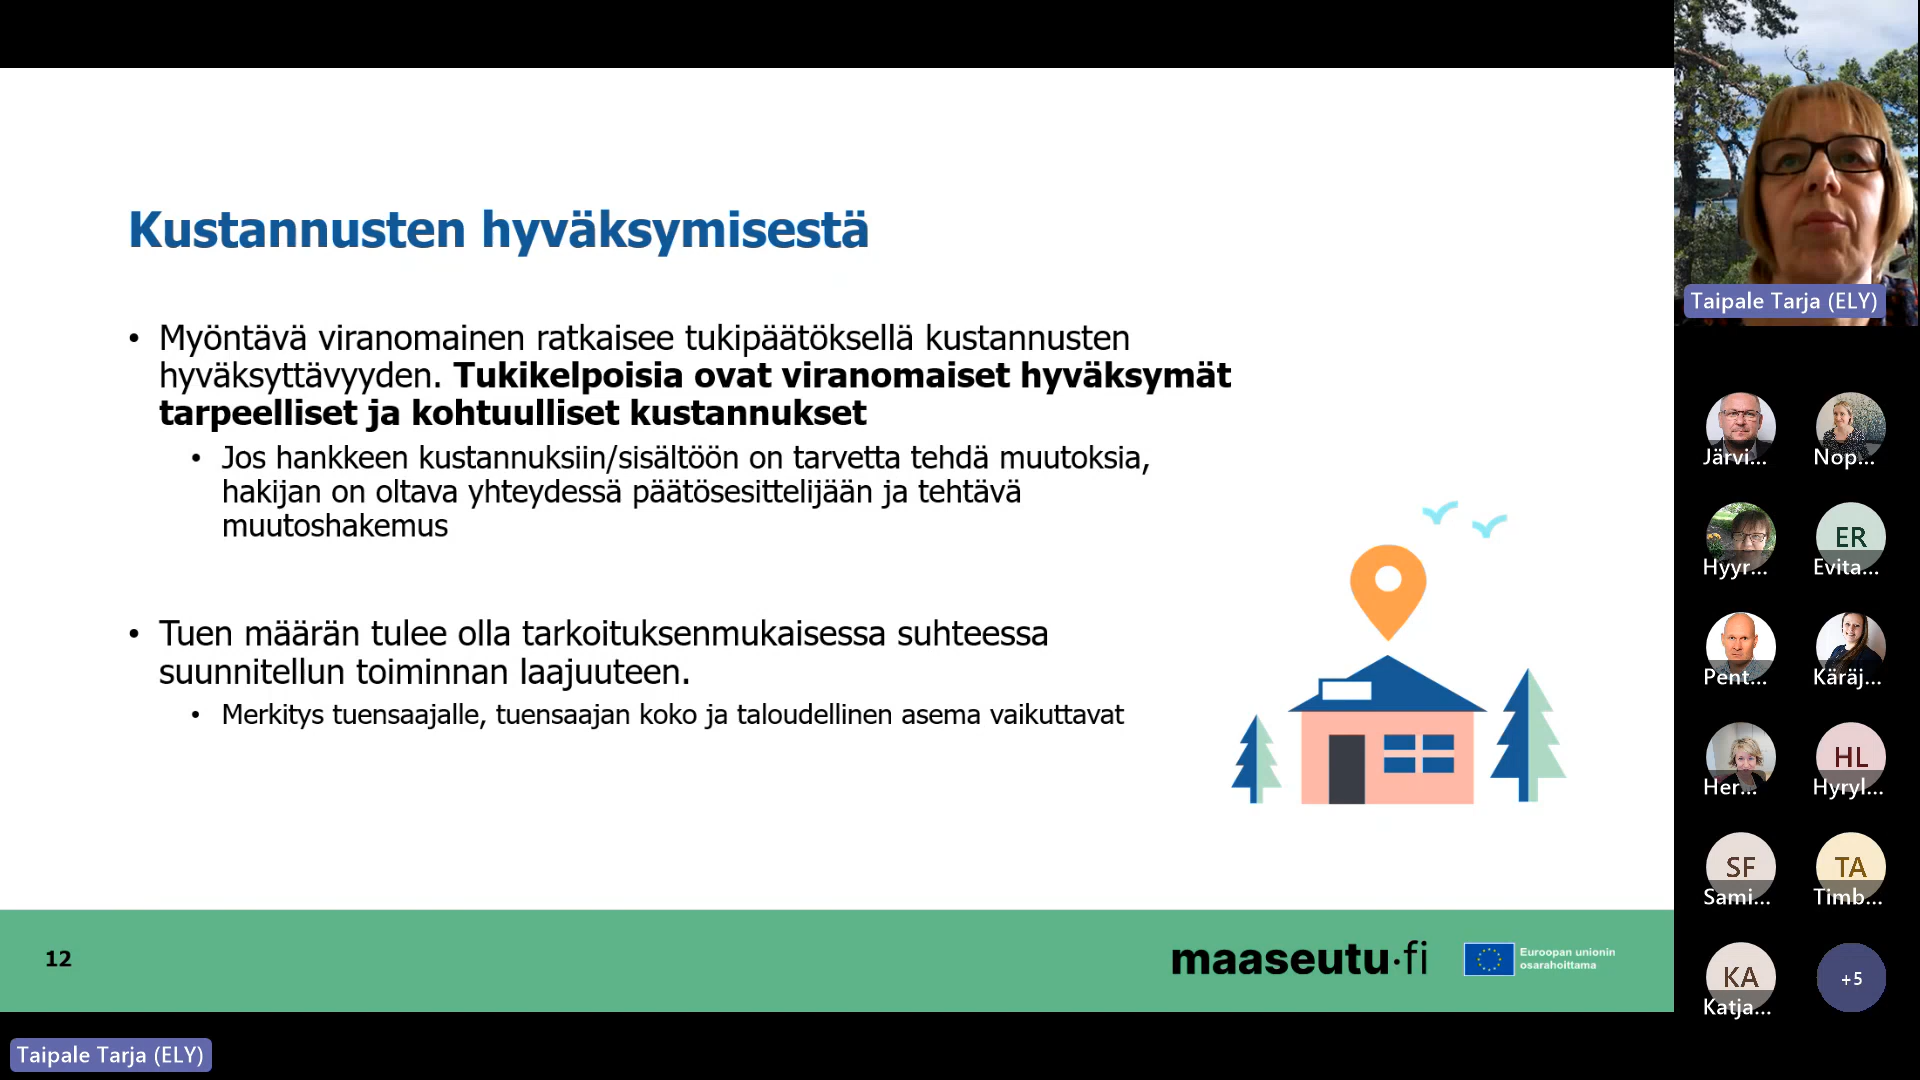 Kustannusten hyväksymisestä
• Myöntävä viranomainen ratkaisee tukipäätöksellä kustannusten
hyväksyttävyyden. Tukikelpoisia ovat viranomaiset hyväksymät
tarpeelliset ja kohtuulliset kustannukset
• Jos hankkeen kustannuksiin/sisältöön on tarvetta tehdä muutoksia,
hakijan on oltava yhteydessä päätösesittelijään ja tehtävä
muutoshakemus
• Tuen määrän tulee olla tarkoituksenmukaisessa suhteessa
suunnitellun toiminnan laajuuteen.
• Merkitys tuensaajalle, tuensaajan koko ja taloudellinen asema vaikuttavat
12
maaseutu.fi
Euroopan unionin
osarahoittama
Taipale Tarja (ELY)
Taipale Tarja (ELY)
Järvi...
Nop...
Hyyr...
ER
Evita...
Pent...
Käräj...
Her...
HL
Hyryl...
SF
Sami...
TA
Timb...
KA
Katja...
+5